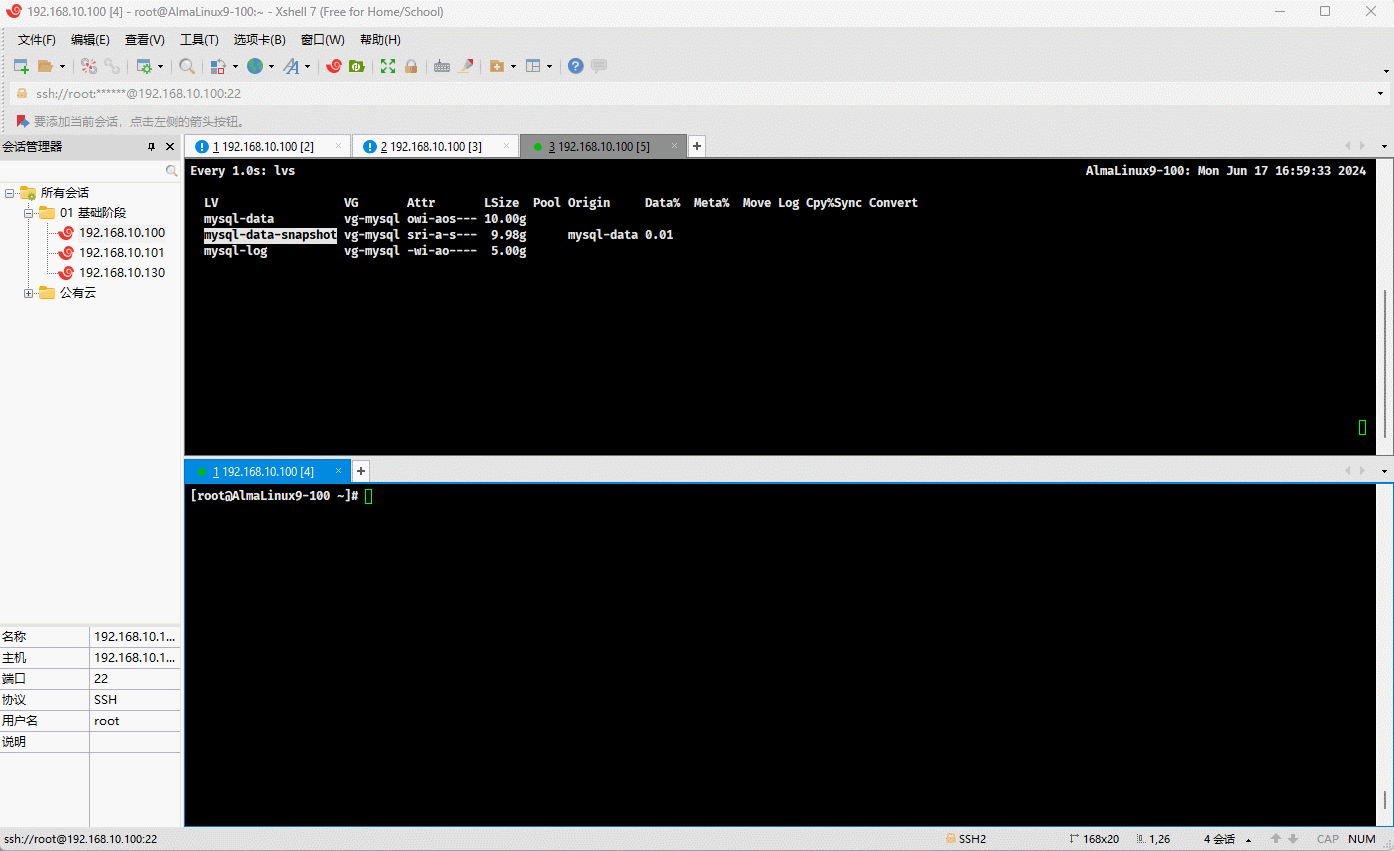 192.168.10.100 [4] - root@AlmaLinux9-100:~ - Xshell 7 (Free for Home/School)
文件(F) 编辑(E) 查看(V) 工具(T) 选项卡(B) 窗口(W) 帮助(H)
ssh://root:******@192.168.10.100:22
要添加当前会话，点击左侧的箭头按钮。
会话管理器
所有会话
01 基础阶段
192.168.10.100
192.168.10.101
192.168.10.130
公有云
名称 192.168.10.1...
主机 192.168.10.1...
端口 22
协议 SSH
用户名 root
说明
1 192.168.10.100 [2] 2 192.168.10.100 [3] 3 192.168.10.100 [5]
Every 1.0s: lvs AlmaLinux9-100: Mon Jun 17 16:59:33 2024
LV VG Attr LSize Pool Origin Data% Meta% Move Log Cpy%Sync Convert
mysql-data vg-mysql owi-aos--- 10.00g
mysql-data-snapshot vg-mysql sri-a-s--- 9.98g mysql-data 0.01
mysql-log vg-mysql -wi-ao---- 5.00g
1 192.168.10.100 [4]
[root@AlmaLinux9-100 ~]#
ssh://root@192.168.10.100:22 SSH2 168x20 1,26 4 会话 CAP NUM